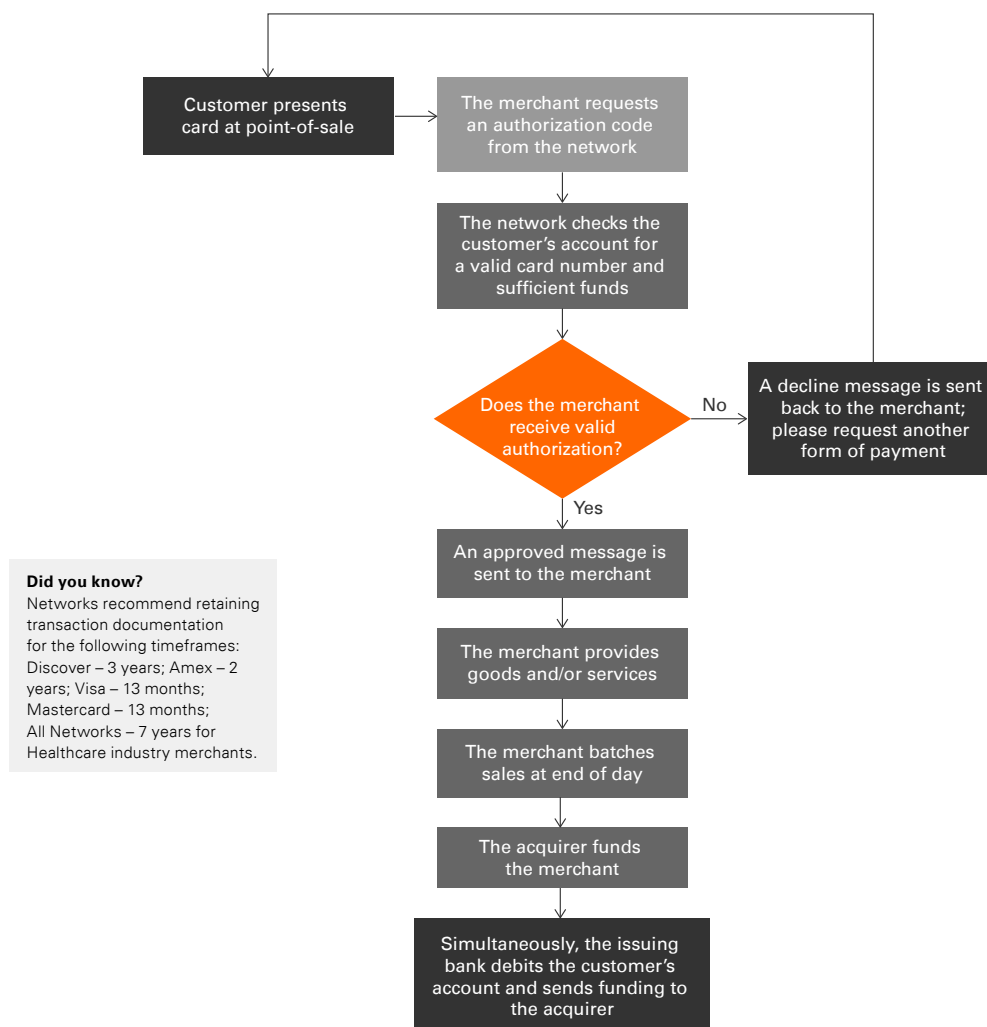 Customer presents
card at point-of-sale
The merchant requests
an authorization code
from the network
The network checks the
customer’s account for
a valid card number and
sufficient funds
Does the merchant
receive valid
authorization?
No
A decline message is sent
back to the merchant;
please request another
form of payment
Yes
An approved message is
sent to the merchant
Did you know?
Networks recommend retaining
transaction documentation
for the following timeframes:
Discover – 3 years; Amex – 2
years; Visa – 13 months;
Mastercard – 13 months;
All Networks – 7 years for
Healthcare industry merchants.
The merchant provides
goods and/or services
The merchant batches
sales at end of day
The acquirer funds
the merchant
Simultaneously, the issuing
bank debits the customer’s
account and sends funding to
the acquirer